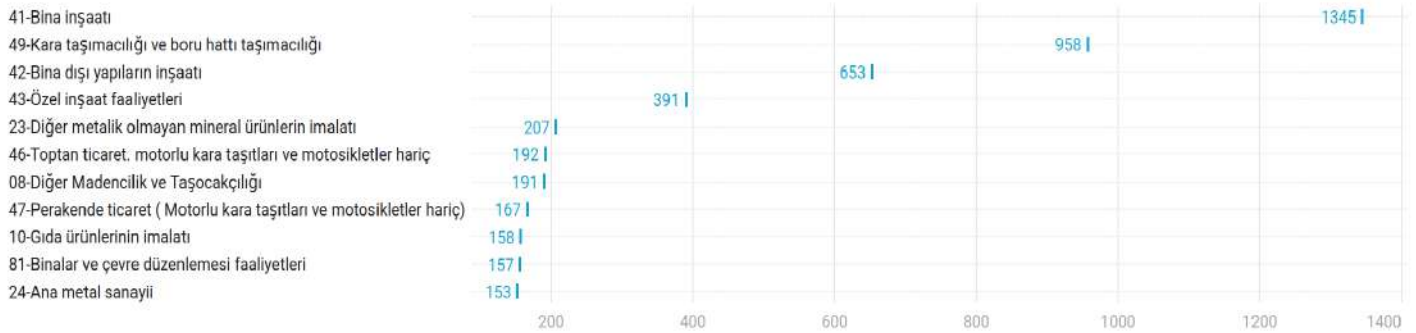 41-Bina inşaatı 1345
49-Kara taşımacılığı ve boru hattı taşımacılığı 958
42-Bina dışı yapıların inşaatı 653
43-Özel inşaat faaliyetleri 391
23-Diğer metalik olmayan mineral ürünlerin imalatı 207
46-Toptan ticaret, motorlu kara taşıtları ve motosikletler hariç 192
08-Diğer Madencilik ve Taşocakçılığı 191
47-Perakende ticaret ( Motorlu kara taşıtları ve motosikletler hariç) 167
10-Gıda ürünlerinin imalatı 158
81-Binalar ve çevre düzenlemesi faaliyetleri 157
24-Ana metal sanayii 153
200 400 600 800 1000 1200 1400